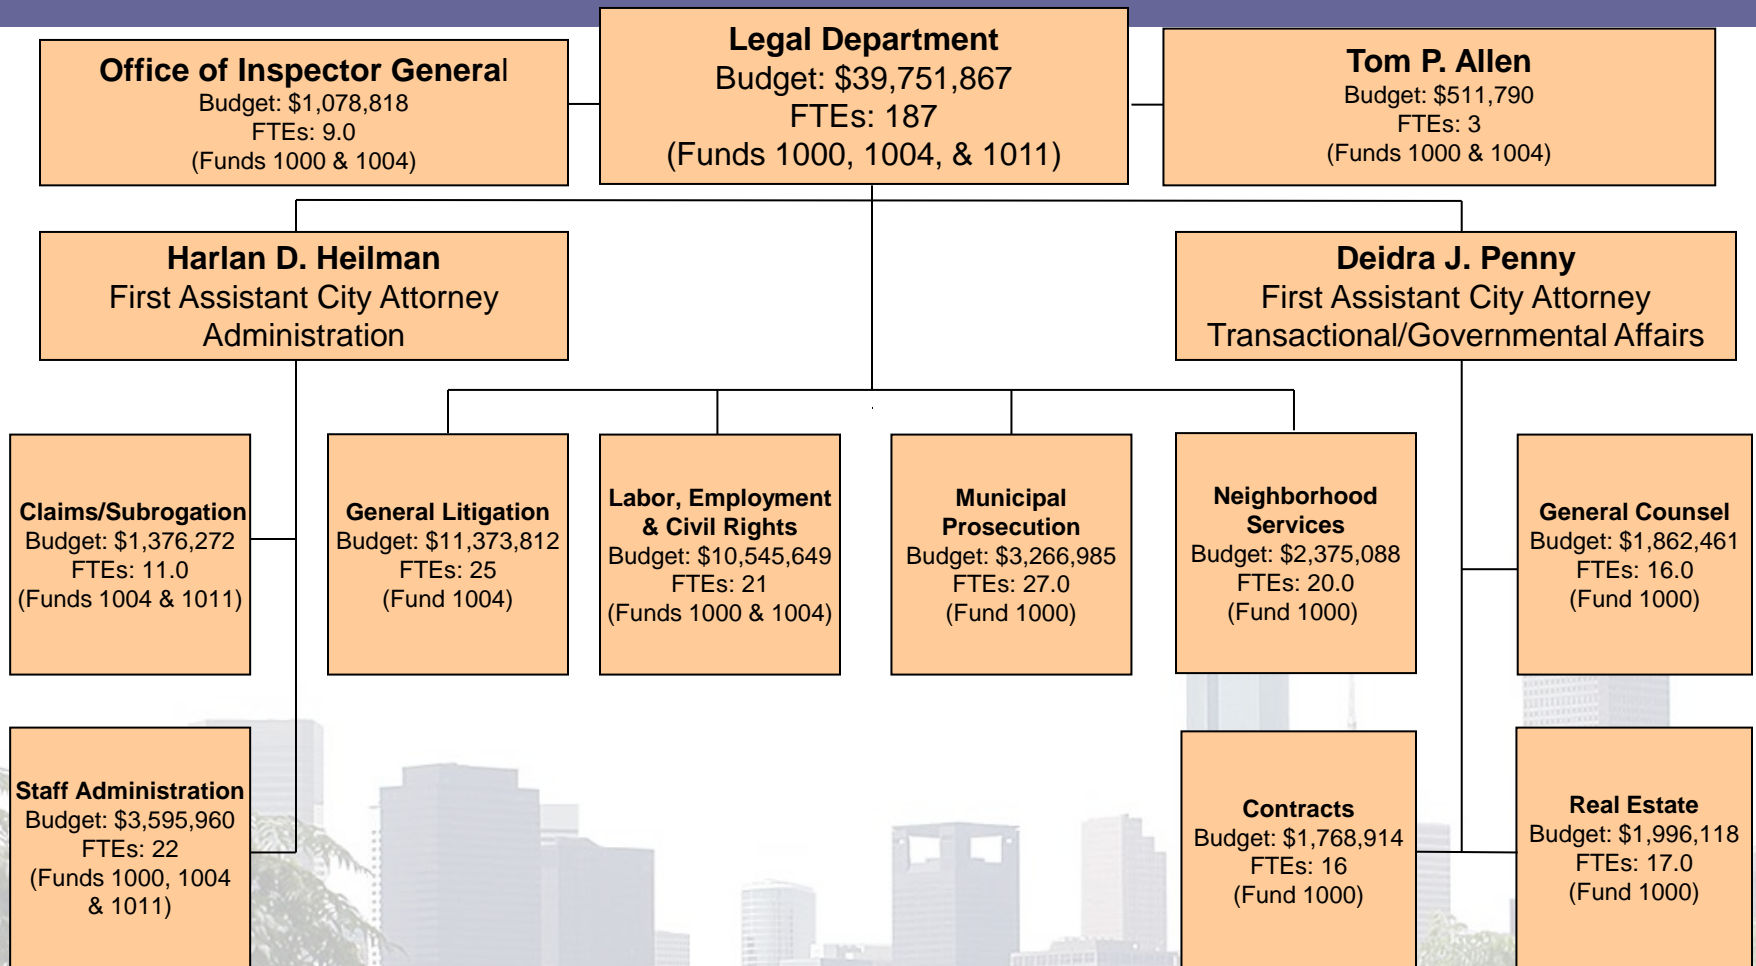 Office of Inspector General
Budget: $1,078,818
FTEs: 9.0
(Funds 1000 & 1004)
Legal Department
Budget: $39,751,867
FTEs: 187
(Funds 1000, 1004, & 1011)
Tom P. Allen
Budget: $511,790
FTEs: 3
(Funds 1000 & 1004)
Harlan D. Heilman
First Assistant City Attorney
Administration
Deidra J. Penny
First Assistant City Attorney
Transactional/Governmental Affairs
Claims/Subrogation
Budget: $1,376,272
FTEs: 11.0
(Funds 1004 & 1011)
General Litigation
Budget: $11,373,812
FTEs: 25
(Fund 1004)
Labor, Employment
& Civil Rights
Budget: $10,545,649
FTEs: 21
(Funds 1000 & 1004)
Municipal
Prosecution
Budget: $3,266,985
FTEs: 27.0
(Fund 1000)
Neighborhood
Services
Budget: $2,375,088
FTEs: 20.0
(Fund 1000)
General Counsel
Budget: $1,862,461
FTEs: 16.0
(Fund 1000)
Staff Administration
Budget: $3,595,960
FTEs: 22
(Funds 1000, 1004
& 1011)
Contracts
Budget: $1,768,914
FTEs: 16
(Fund 1000)
Real Estate
Budget: $1,996,118
FTEs: 17.0
(Fund 1000)